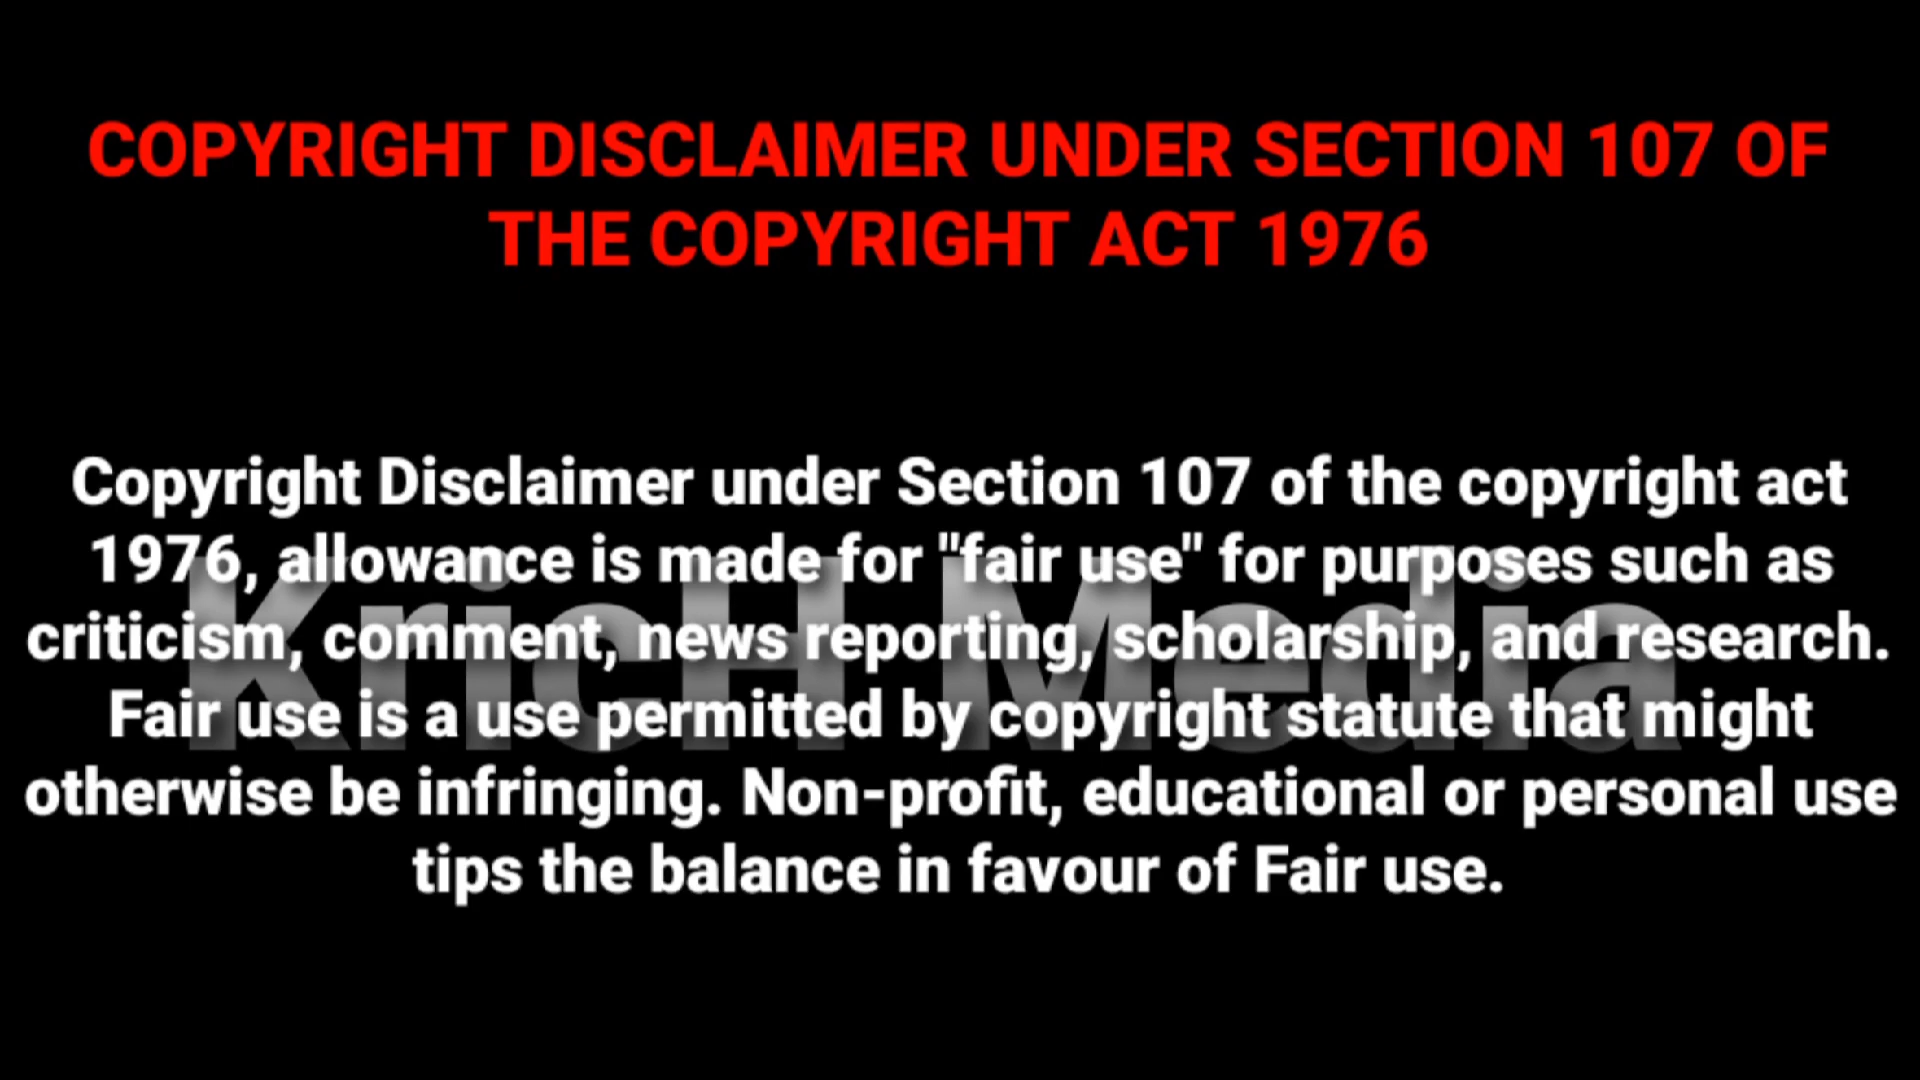 COPYRIGHT DISCLAIMER UNDER SECTION 107 OF
THE COPYRIGHT ACT 1976
Copyright Disclaimer under Section 107 of the copyright act
1976, allowance is made for "fair use" for purposes such as
KricH Media
criticism, comment, news reporting, scholarship, and research.
Fair use is a use permitted by copyright statute that might
otherwise be infringing. Non-profit, educational or personal use
tips the balance in favour of Fair use.